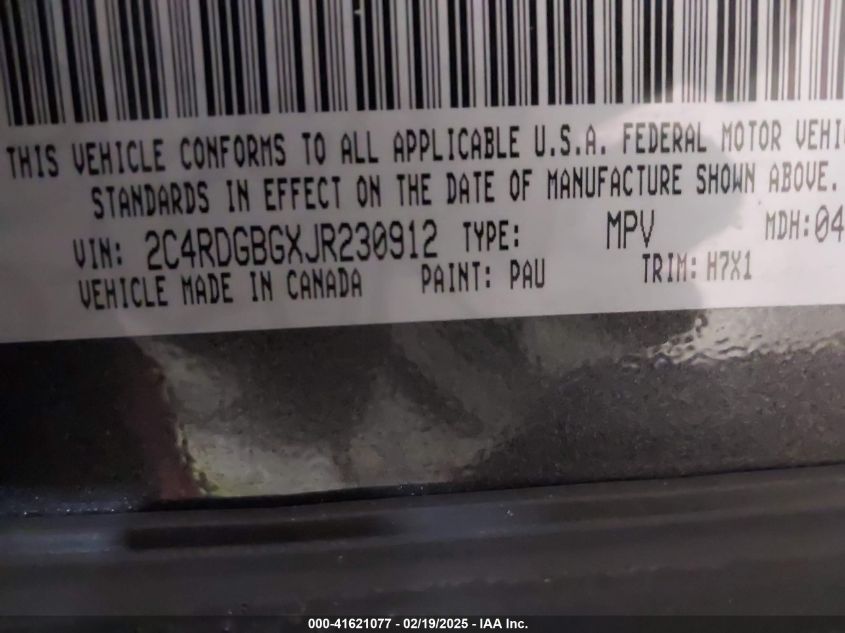 THIS VEHICLE CONFORMS TO ALL APPLICABLE U.S.A. FEDERAL MOTOR VEHI
STANDARDS IN EFFECT ON THE DATE OF MANUFACTURE SHOWN ABOVE.
VIN: 2C4RDGBGXJR230912 TYPE: MPV MDH:04
VEHICLE MADE IN CANADA PAINT: PAU TRIM: H7X1
000-41621077 - 02/19/2025 - IAA Inc.